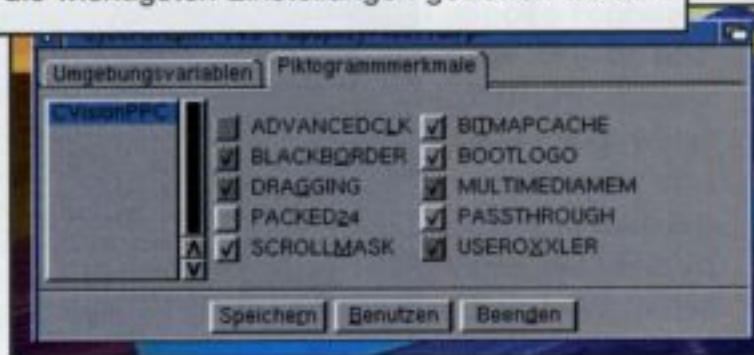 Umgebungsvariablen Piktogrammmerkmale
CVisionPPC
ADVANCEDCLK BITMAPCACHE
BLACKBORDER BOOTLOGO
DRAGGING MULTIMEDIAMEM
PACKED24 PASSTHROUGH
SCROLLMASK USEROXXLER
Speichern Benutzen Beenden